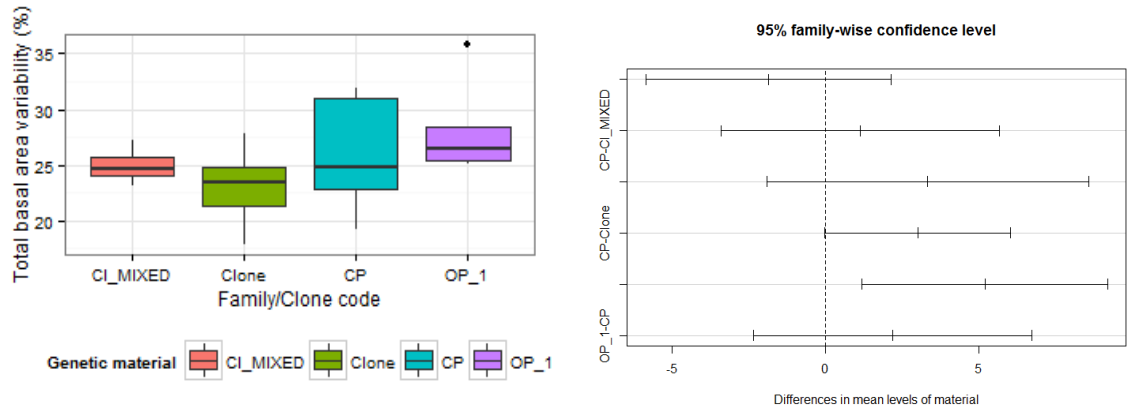 Total basal area variability (%)
35
30
25
20
CI_MIXED Clone CP OP_1
Family/Clone code
Genetic material CI_MIXED Clone CP OP_1
95% family-wise confidence level
CP-CI_MIXED
CP-Clone
OP_1-CP
-5 0 5
Differences in mean levels of material